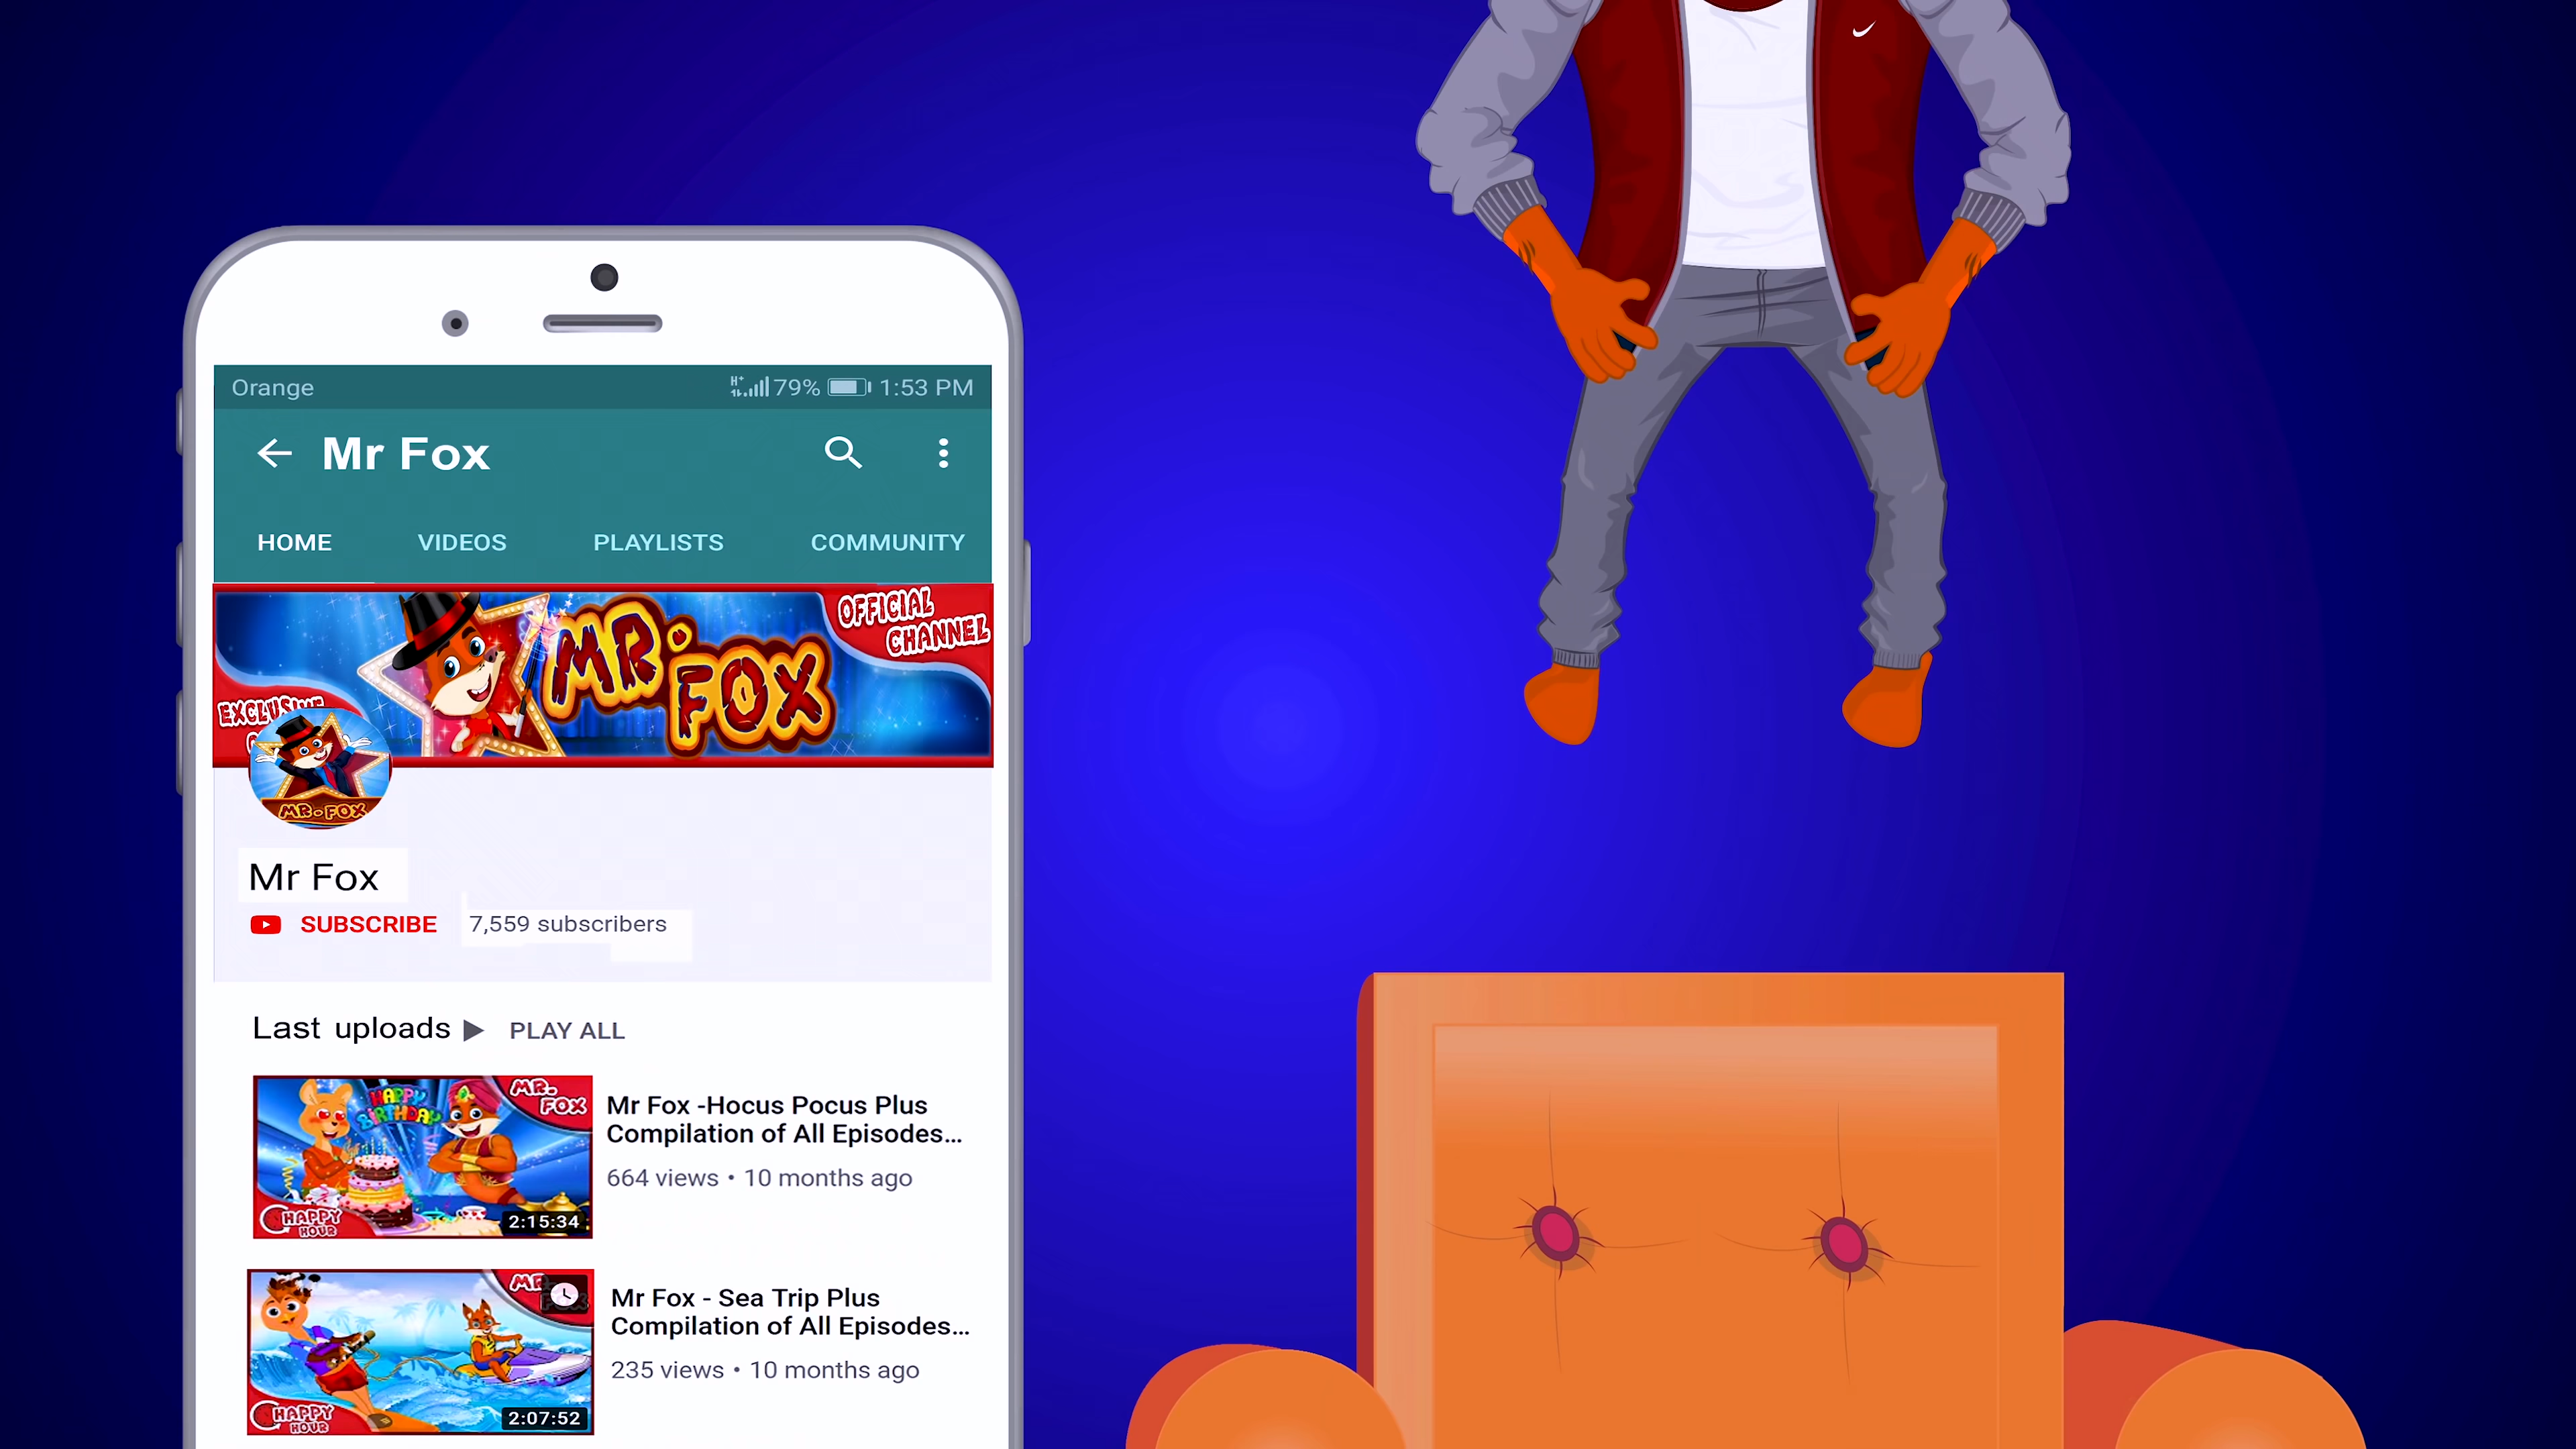 Orange 79% 1:53 PM
Mr Fox
HOME VIDEOS PLAYLISTS COMMUNITY
OFFICIAL
CHANNEL
MR.
FOX
EXCLUSIVE
MR. FOX
Mr Fox
SUBSCRIBE 7,559 subscribers
Last uploads PLAY ALL
HAPPY
BIRTHDAY
MR.
FOX
HAPPY
HOUR
2:15:34
Mr Fox -Hocus Pocus Plus
Compilation of All Episodes...
664 views • 10 months ago
HAPPY
HOUR
2:07:52
Mr Fox - Sea Trip Plus
Compilation of All Episodes...
235 views • 10 months ago